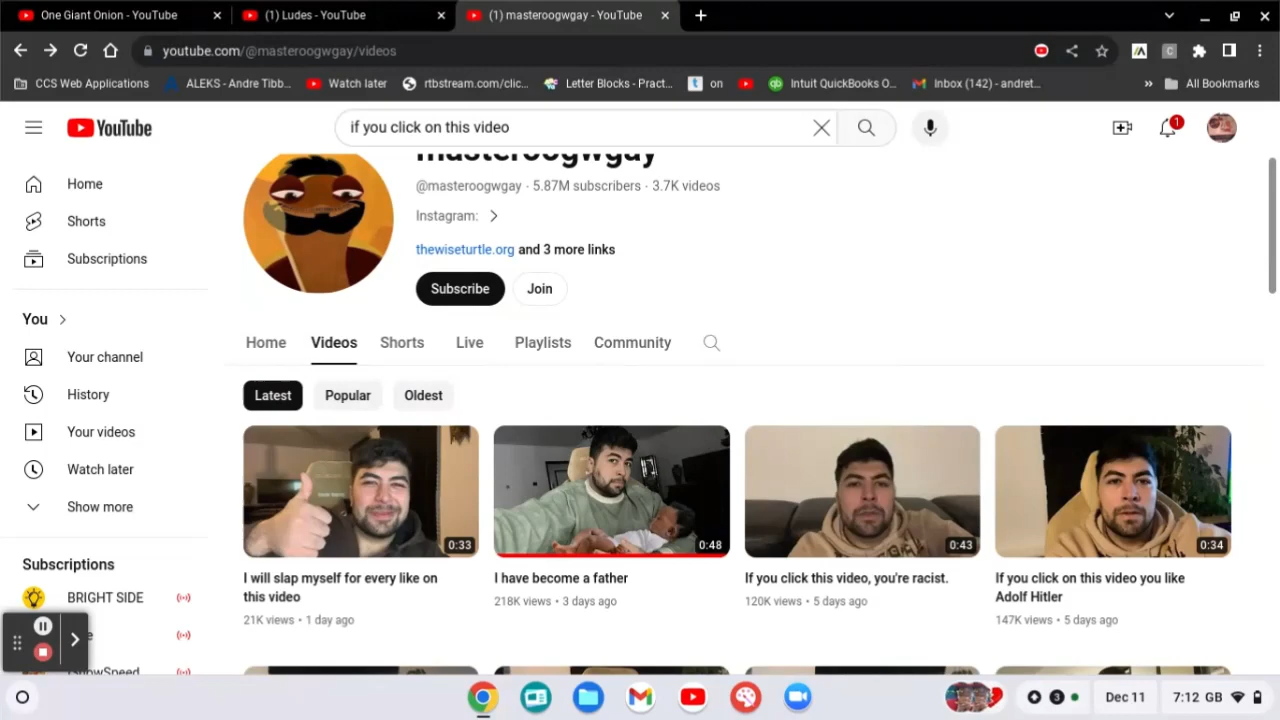 One Giant Onion - YouTube
(1) Ludes - YouTube
(1) masteroogwgay - YouTube
youtube.com/@masteroogwgay/videos
CCS Web Applications
ALEKS - Andre Tibb...
Watch later
rtbstream.com/clic...
Letter Blocks - Pract...
on
Intuit QuickBooks O...
Inbox (142) - andret...
»
All Bookmarks
YouTube
if you click on this video
1
masteroogwgay
@masteroogwgay · 5.87M subscribers · 3.7K videos
Instagram:
thewiseturtle.org and 3 more links
Subscribe
Join
Home
Shorts
Subscriptions
You
Your channel
History
Your videos
Watch later
Show more
Subscriptions
BRIGHT SIDE
Home
Videos
Shorts
Live
Playlists
Community
Latest
Popular
Oldest
0:33
0:48
0:43
0:34
I will slap myself for every like on
this video
21K views • 1 day ago
I have become a father
218K views • 3 days ago
If you click this video, you're racist.
120K views • 5 days ago
If you click on this video you like
Adolf Hitler
147K views • 5 days ago
3
Dec 11
7:12 GB